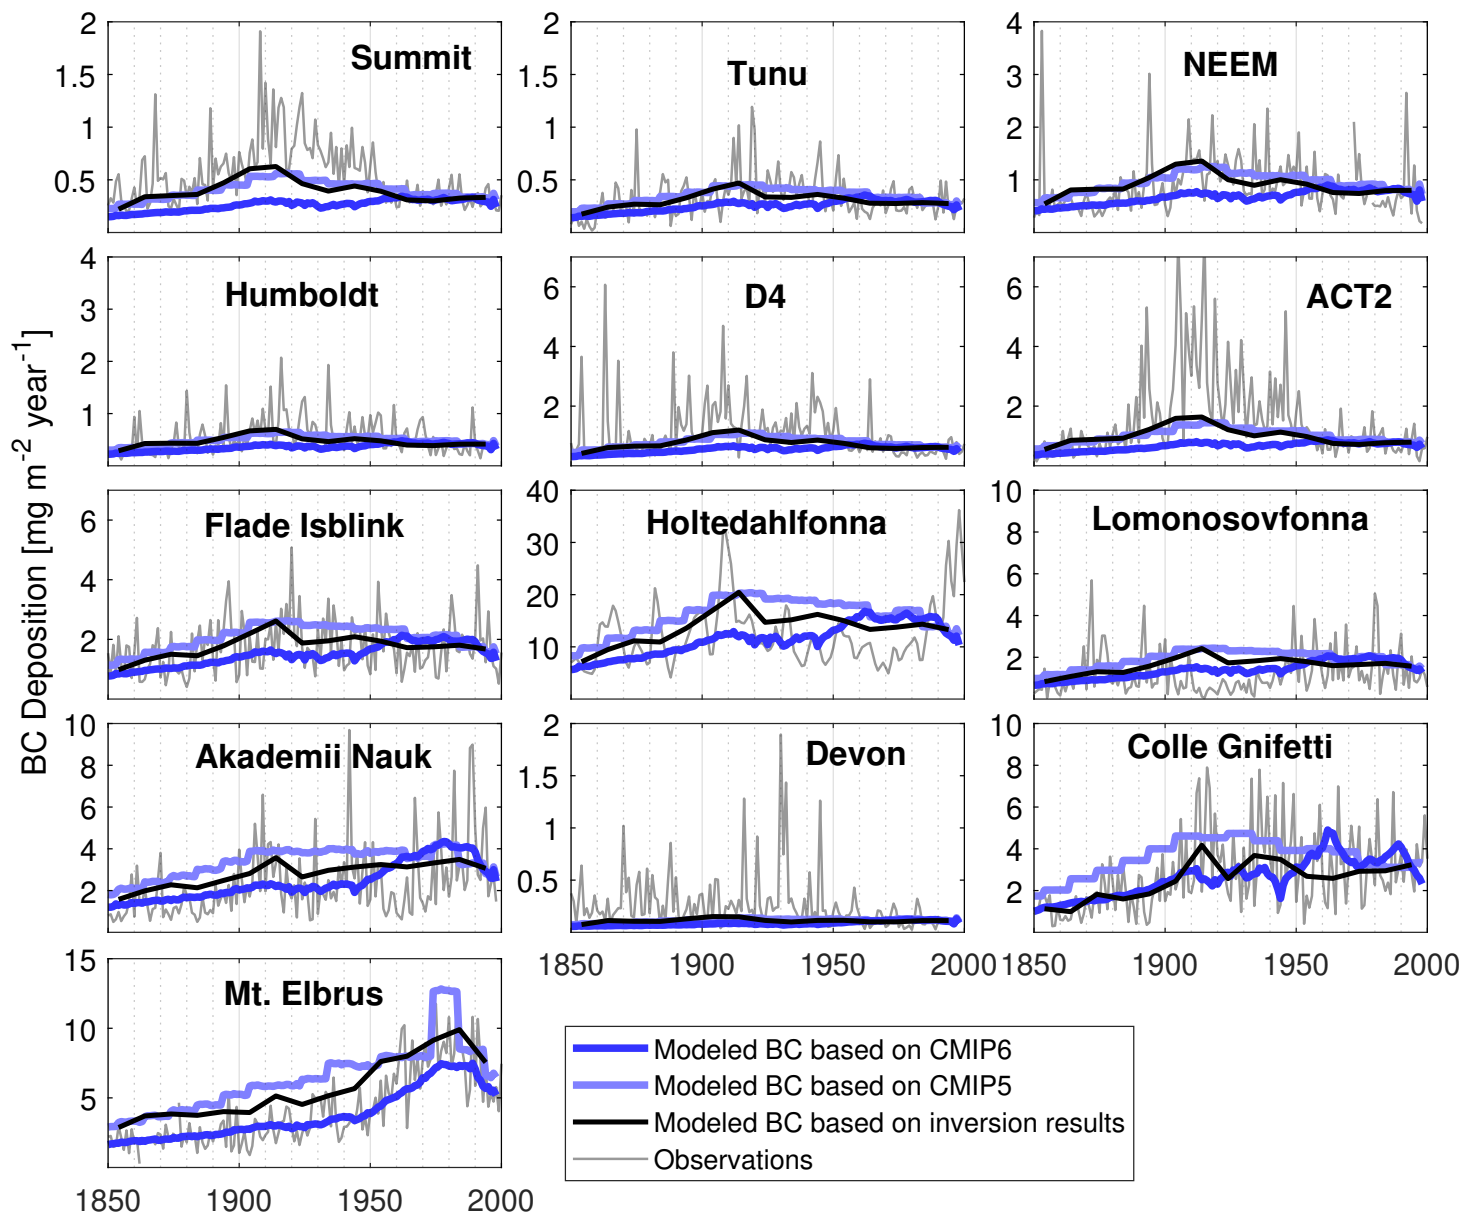 2
1.5
1
0.5
Summit
2
1.5
1
0.5
Tunu
4
3
2
1
NEEM
4
3
2
1
Humboldt
6
4
2
D4
6
4
2
ACT2
BC Deposition [mg m-2 year-1]
6
4
2
Flade Isblink
40
30
20
10
Holtedahlfonna
10
8
6
4
2
Lomonosovfonna
10
8
6
4
2
Akademii Nauk
2
1.5
1
0.5
Devon
1850 1900 1950 2000
10
8
6
4
2
Colle Gnifetti
1850 1900 1950 2000
15
10
5
Mt. Elbrus
1850 1900 1950 2000
Modeled BC based on CMIP6
Modeled BC based on CMIP5
Modeled BC based on inversion results
Observations